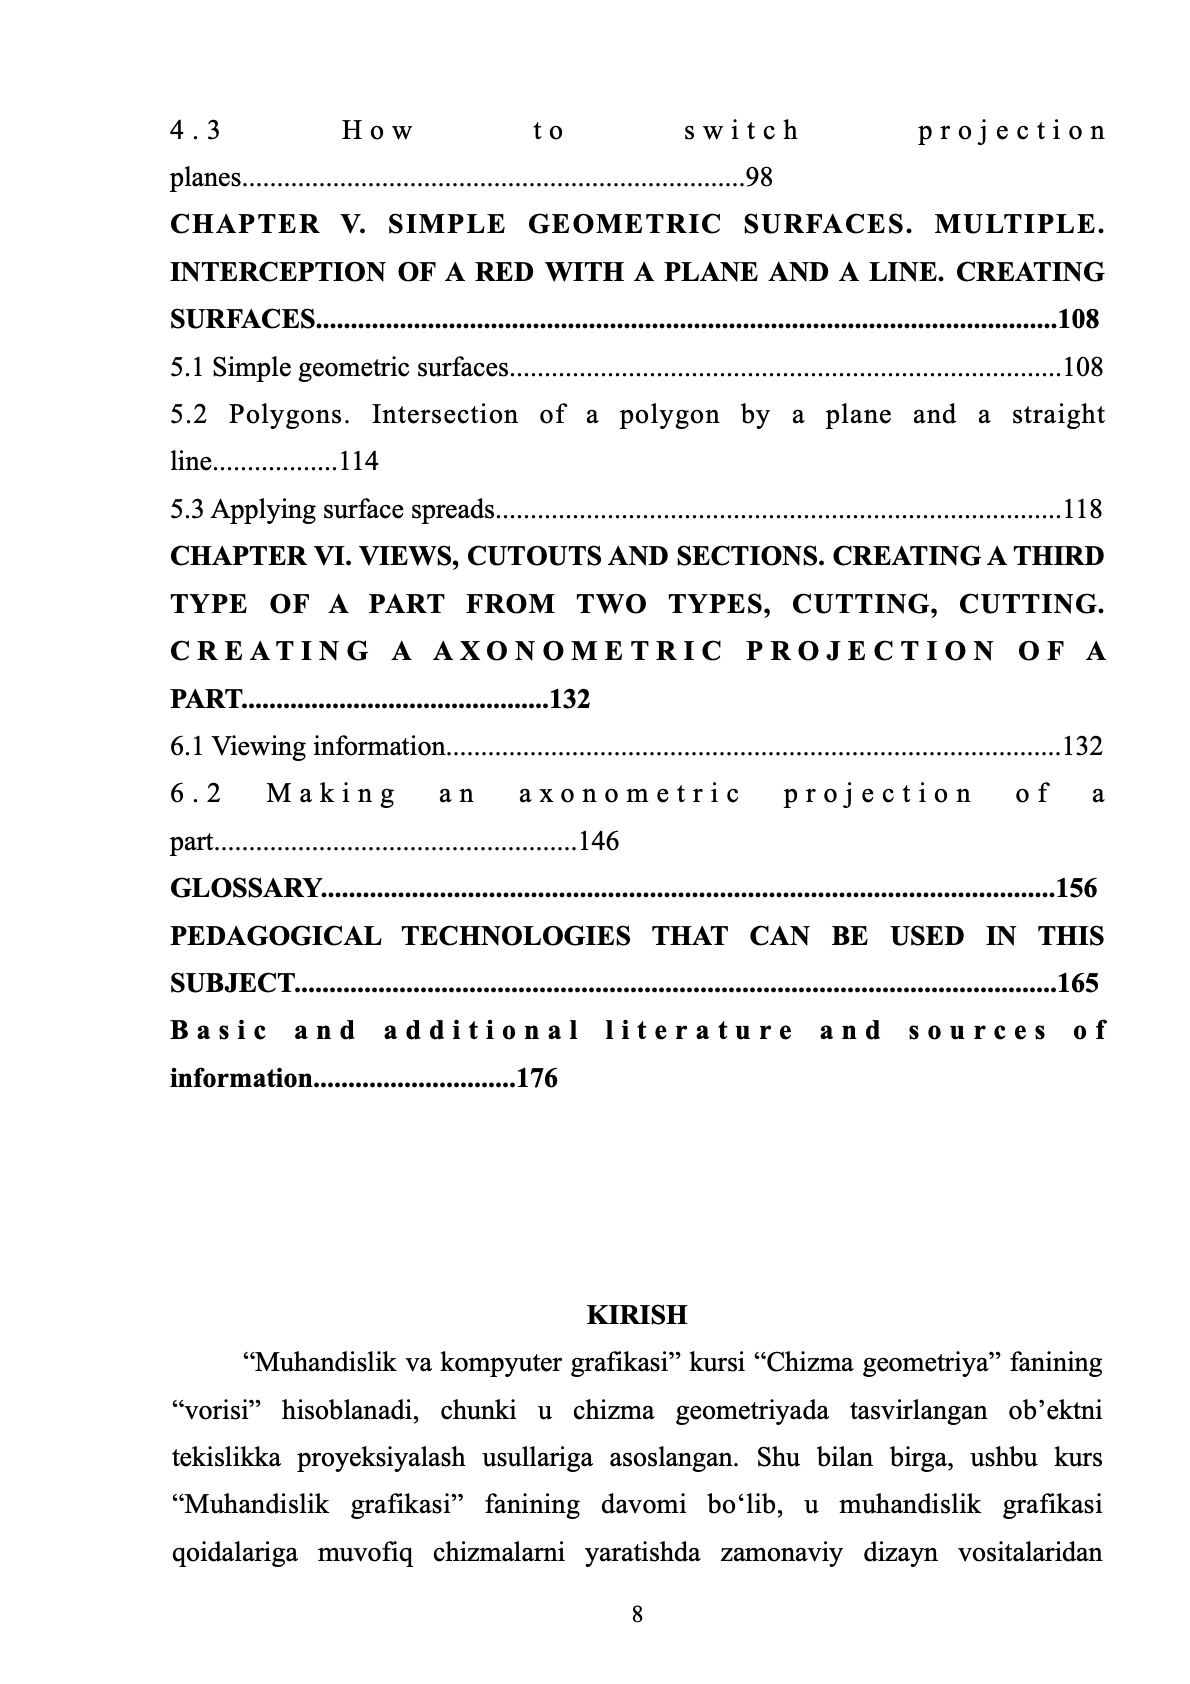 4.3 How to switch projection
planes........................................................................98
CHAPTER V. SIMPLE GEOMETRIC SURFACES. MULTIPLE.
INTERCEPTION OF A RED WITH A PLANE AND A LINE. CREATING
SURFACES..........................................................................................................108
5.1 Simple geometric surfaces...............................................................................108
5.2 Polygons. Intersection of a polygon by a plane and a straight
line..................114
5.3 Applying surface spreads.................................................................................118
CHAPTER VI. VIEWS, CUTOUTS AND SECTIONS. CREATING A THIRD
TYPE OF A PART FROM TWO TYPES, CUTTING, CUTTING.
CREATING A AXONOMETRIC PROJECTION OF A
PART............................................132
6.1 Viewing information........................................................................................132
6.2 Making an axonometric projection of a
part....................................................146
GLOSSARY.........................................................................................................156
PEDAGOGICAL TECHNOLOGIES THAT CAN BE USED IN THIS
SUBJECT.............................................................................................................165
Basic and additional literature and sources of
information.............................176
KIRISH
“Muhandislik va kompyuter grafikasi” kursi “Chizma geometriya” fanining
“vorisi” hisoblanadi, chunki u chizma geometriyada tasvirlangan ob’ektni
tekislikka proyeksiyalash usullariga asoslangan. Shu bilan birga, ushbu kurs
“Muhandislik grafikasi” fanining davomi bo‘lib, u muhandislik grafikasi
qoidalariga muvofiq chizmalarni yaratishda zamonaviy dizayn vositalaridan
8